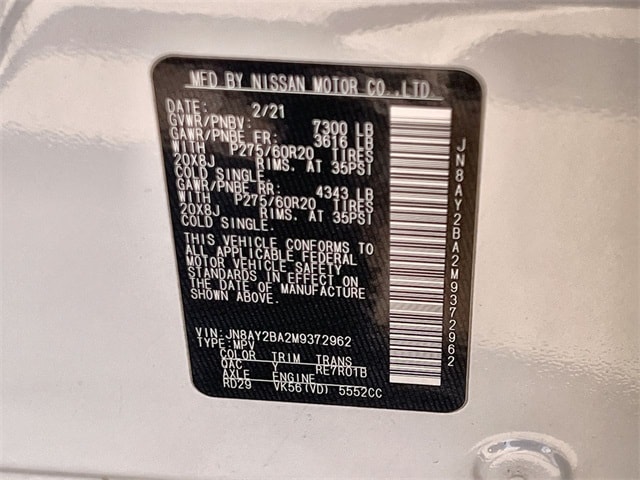 MFD BY NISSAN MOTOR CO.,LTD.
DATE: 2/21
GVWR/PNBV: 7300 LB
GAWR/PNBE FR: 3616 LB
WITH P275/60R20 TIRES
20X8J RIMS. AT 35PSI
COLD SINGLE.
GAWR/PNBE RR: 4343 LB
WITH P275/60R20 TIRES
20X8J RIMS. AT 35PSI
COLD SINGLE.
THIS VEHICLE CONFORMS TO
ALL APPLICABLE FEDERAL
MOTOR VEHICLE SAFETY
STANDARDS IN EFFECT ON
THE DATE OF MANUFACTURE
SHOWN ABOVE.
VIN:JN8AY2BA2M9372962
TYPE:MPV
COLOR TRIM TRANS
QAC Y RE7R01B
AXLE ENGINE
RD29 VK56(VD) 5552CC
JN8AY2BA2M9372962